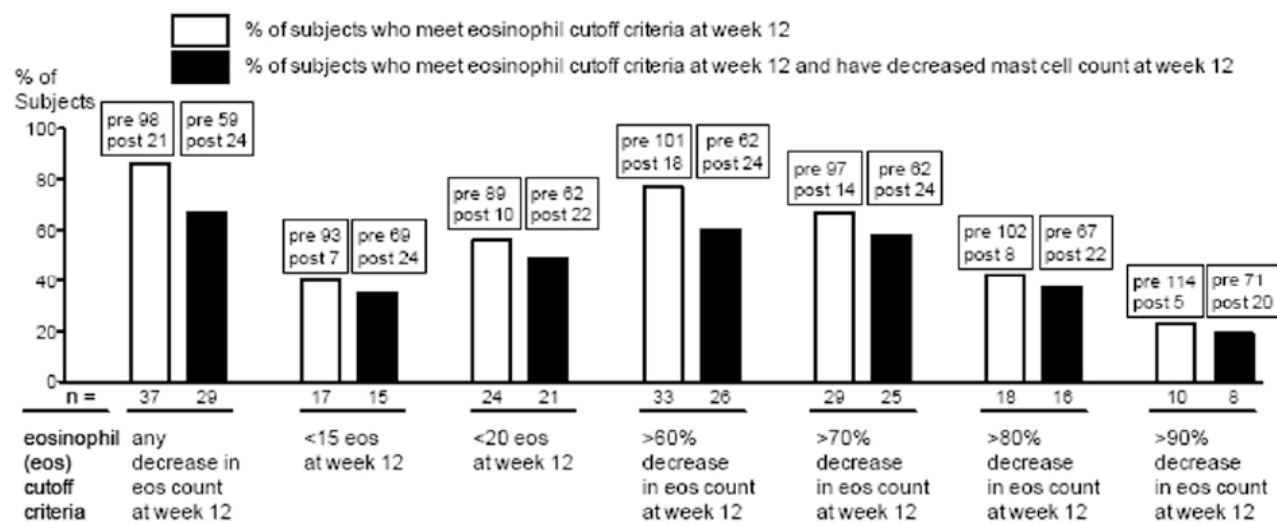 % of subjects who meet eosinophil cutoff criteria at week 12
% of subjects who meet eosinophil cutoff criteria at week 12 and have decreased mast cell count at week 12
% of
Subjects
100
80
60
40
20
0
pre 98
post 21
pre 59
post 24
pre 93
post 7
pre 69
post 24
pre 89
post 10
pre 62
post 22
pre 101
post 18
pre 62
post 24
pre 97
post 14
pre 62
post 24
pre 102
post 8
pre 67
post 22
pre 114
post 5
pre 71
post 20
n = 37 29 17 15 24 21 33 26 29 25 18 16 10 8
eosinophil
(eos)
cutoff
criteria
any
decrease in
eos count
at week 12
<15 eos
at week 12
<20 eos
at week 12
>60%
decrease
in eos count
at week 12
>70%
decrease
in eos count
at week 12
>80%
decrease
in eos count
at week 12
>90%
decrease
in eos count
at week 12